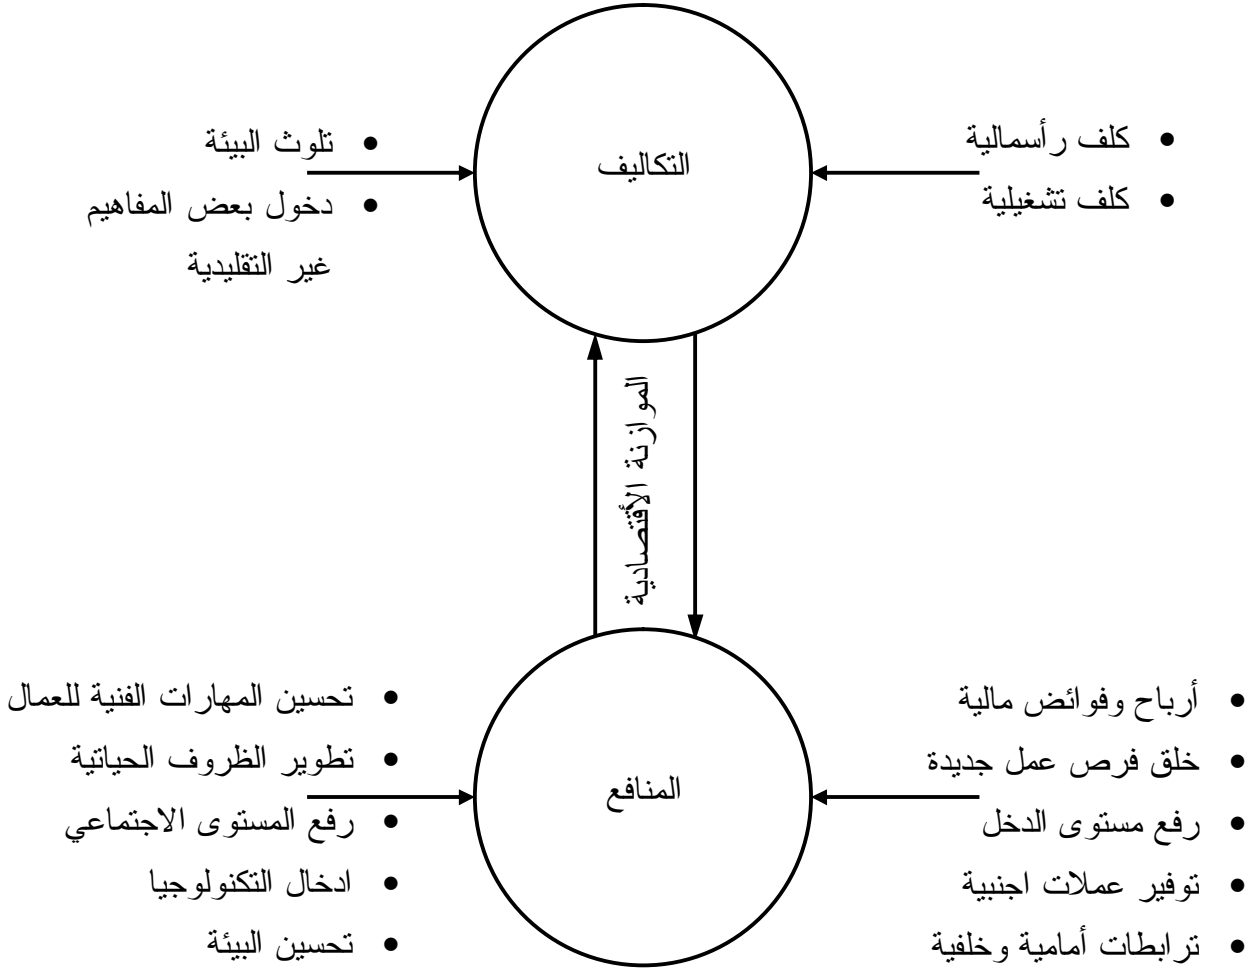 كلف رأسمالية
كلف تشغيلية
التكاليف
تلوث البيئة
دخول بعض المفاهيم
غير التقليدية
الموازنة الأقتصادية
أرباح وفوائض مالية
خلق فرص عمل جديدة
رفع مستوى الدخل
توفير عملات اجنبية
ترابطات أمامية وخلفية
المنافع
تحسين المهارات الفنية للعمال
تطوير الظروف الحياتية
رفع المستوى الاجتماعي
ادخال التكنولوجيا
تحسين البيئة